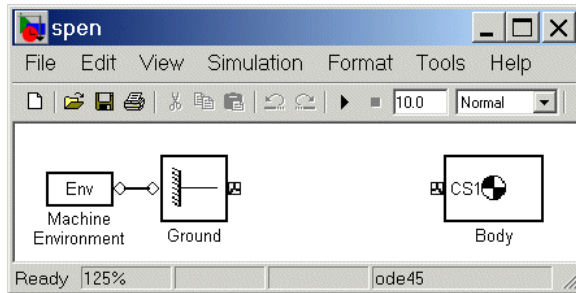 spen
File Edit View Simulation Format Tools Help
10.0 Normal
Env
CS1
Machine
Environment
Ground
Body
Ready 125% ode45